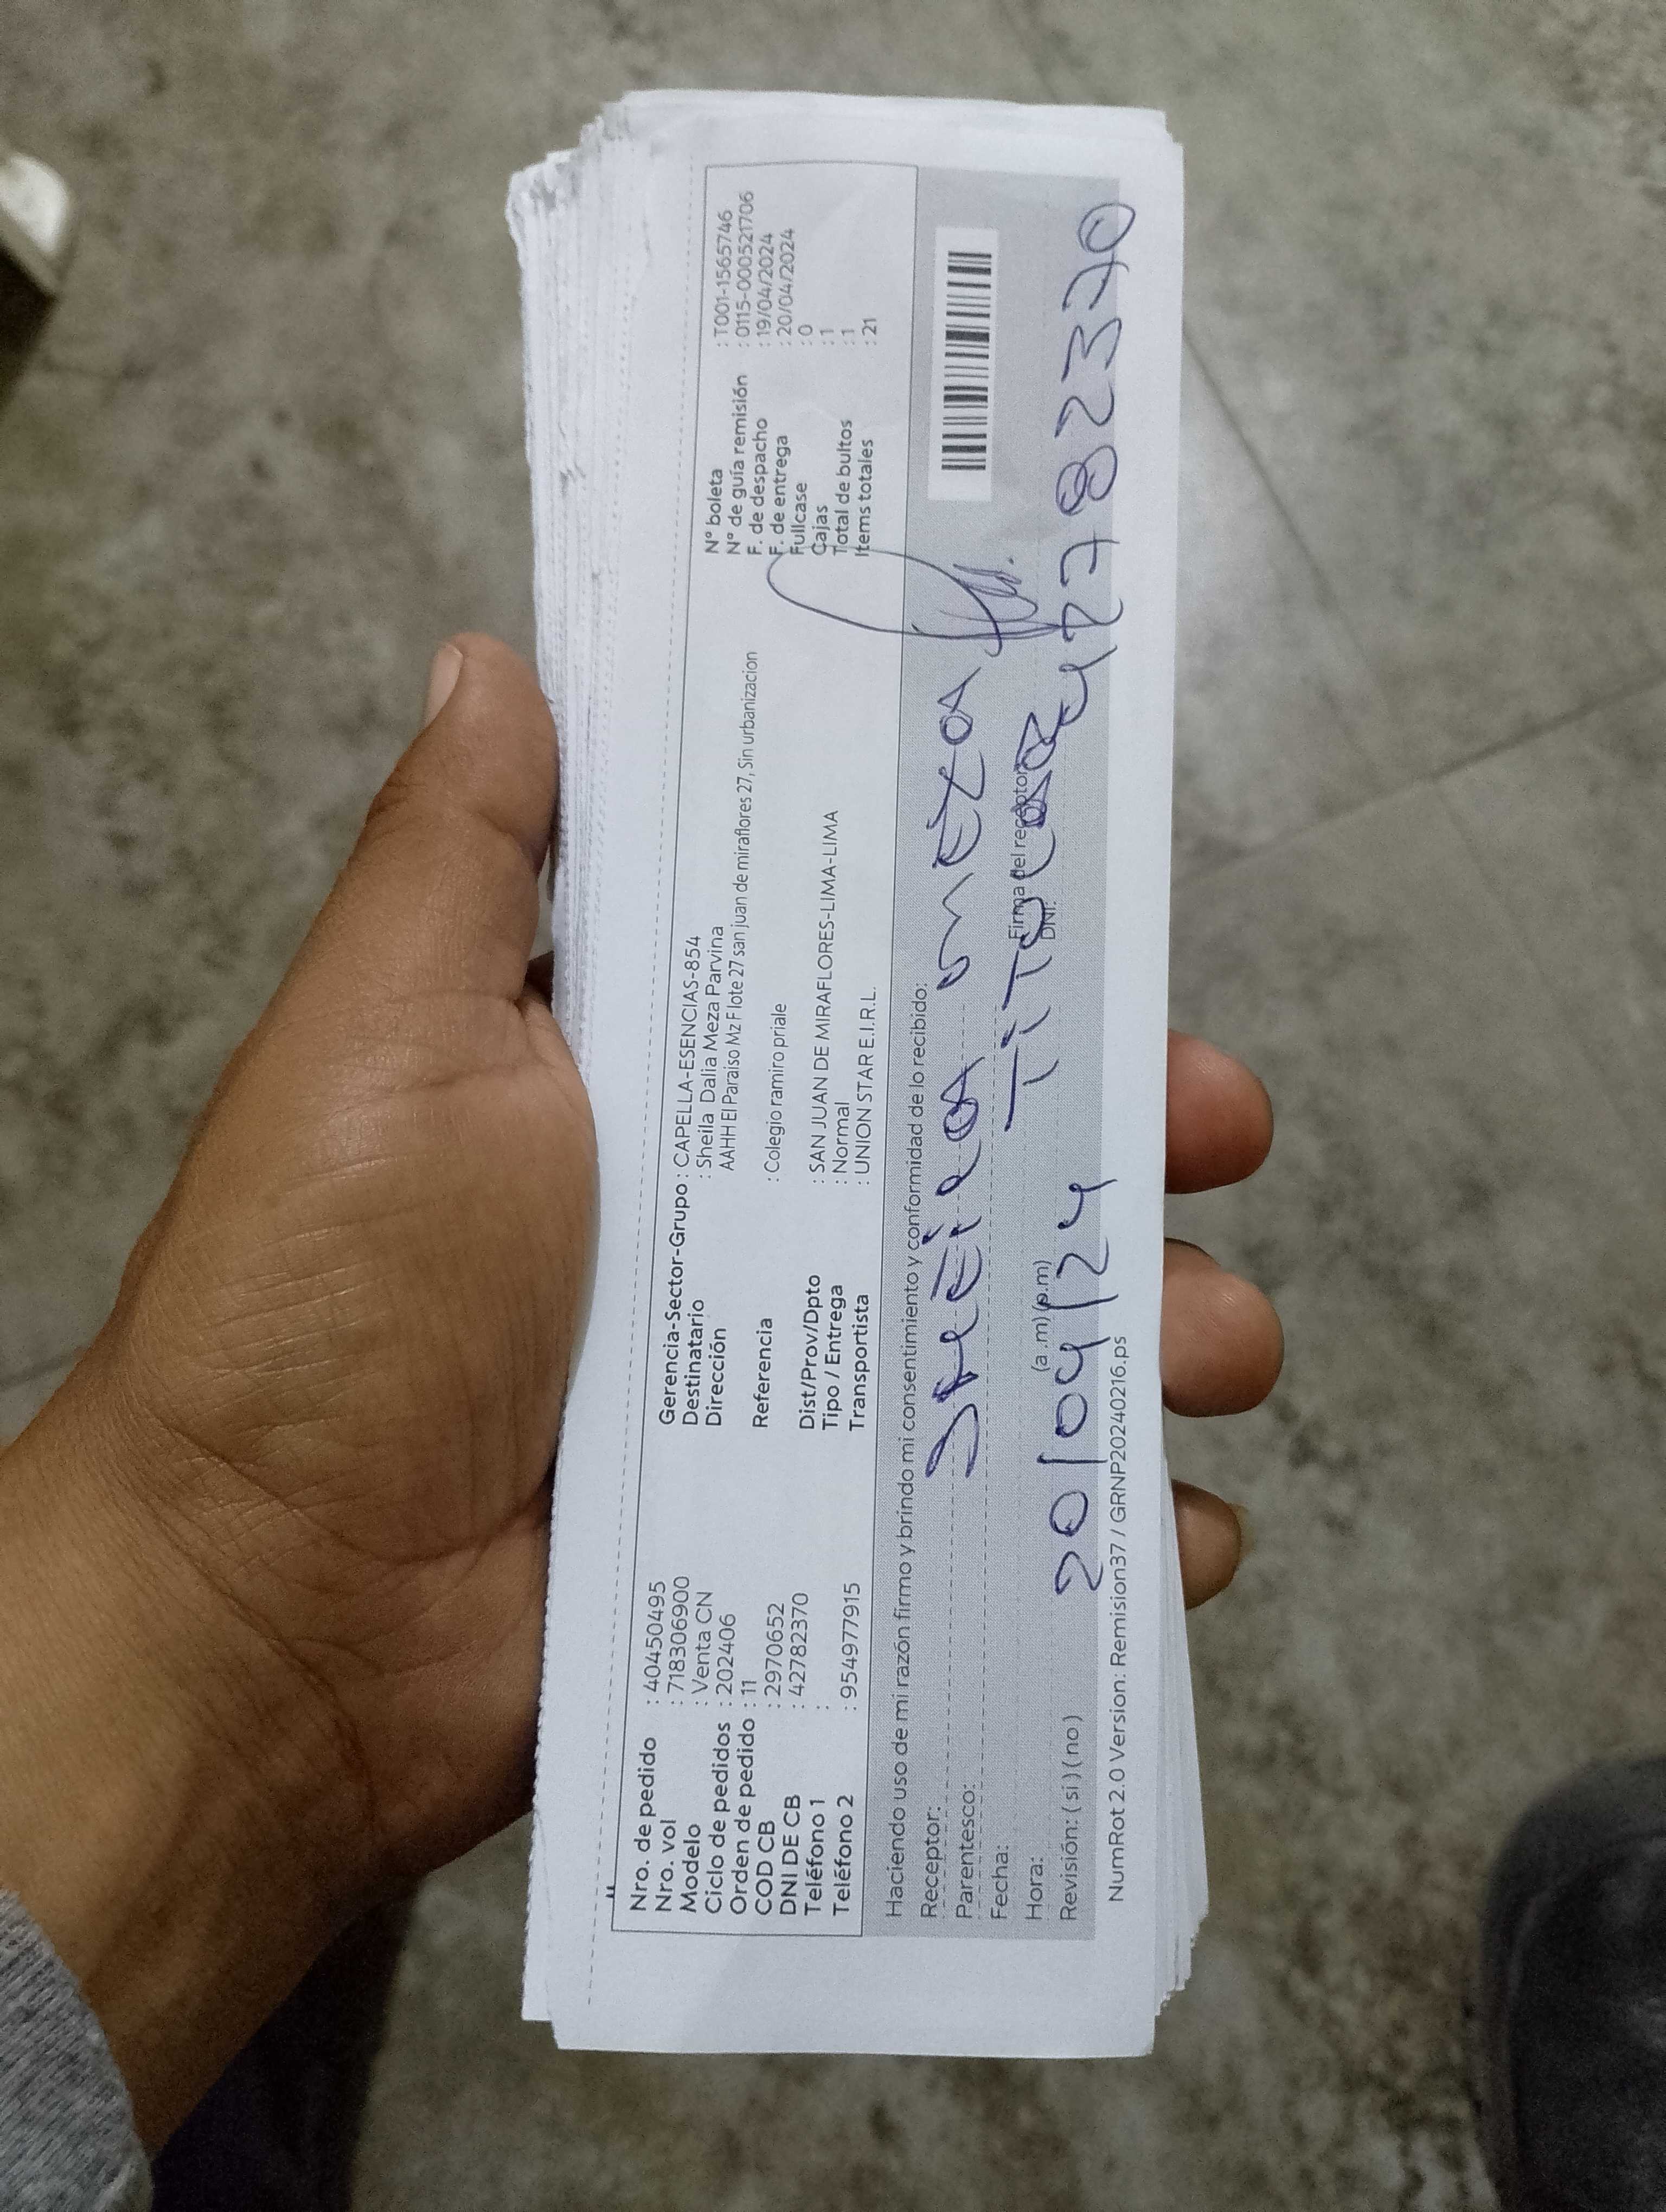 Nro. de pedido : 40450495
Nro. vol : 718306900
Modelo : Venta CN
Ciclo de pedidos : 202406
Orden de pedido : 11
COD CB : 2970652
DNI DE CB : 42782370
Teléfono 1 :
Teléfono 2 : 954977915
Gerencia-Sector-Grupo : CAPELLA-ESENCIAS-854
Destinatario : Sheila Dalia Meza Parvina
Dirección AAHH El Paraiso Mz F lote 27 san juan de miraflores 27, Sin urbanizacion
Referencia : Colegio ramiro priale
Dist/Prov/Dpto : SAN JUAN DE MIRAFLORES-LIMA-LIMA
Tipo / Entrega : Normal
Transportista : UNION STAR E.I.R.L.
N° boleta : T001-1565746
N° de guía remisión : 0115-000521706
F. de despacho : 19/04/2024
F. de entrega : 20/04/2024
Fullcase : 0
Cajas : 1
Total de bultos : 1
Items totales : 21
Haciendo uso de mi razón firmo y brindo mi consentimiento y conformidad de lo recibido:
Receptor: SHEila mEza
Parentesco: TiTular
Fecha: 20/04/24
Hora: (a.m) (p.m)
Revisión: ( si ) ( no )
Firma del receptor
DNI: 42782370
NumRot 2.0 Version: Remision37 / GRNP20240216.ps